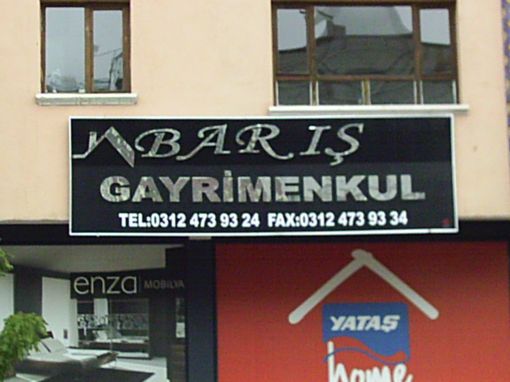 BARIŞ
GAYRİMENKUL
TEL:0312 473 93 24 FAX:0312 473 93 34
enza MOBİLYA
YATAŞ
home